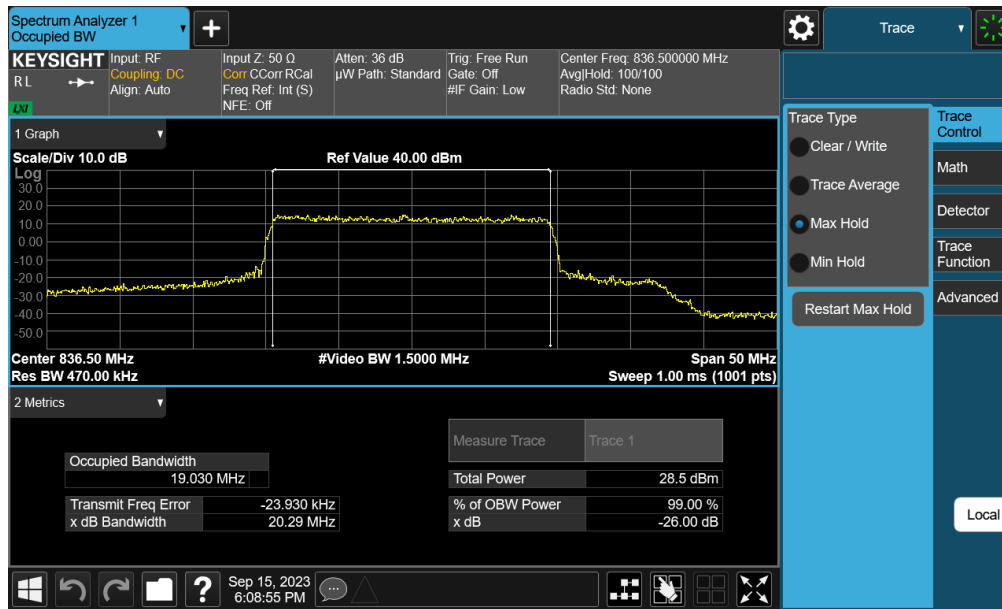 Spectrum Analyzer 1
Occupied BW
Trace
KEYSIGHT
R L
LXI
Input: RF
Coupling: DC
Align: Auto
Input Z: 50 Ω
Corr CCorr RCal
Freq Ref: Int (S)
NFE: Off
Atten: 36 dB
µW Path: Standard
Trig: Free Run
Gate: Off
#IF Gain: Low
Center Freq: 836.500000 MHz
Avg|Hold: 100/100
Radio Std: None
1 Graph
Scale/Div 10.0 dB
Ref Value 40.00 dBm
Log
30.0
20.0
10.0
0.00
-10.0
-20.0
-30.0
-40.0
-50.0
Center 836.50 MHz
#Video BW 1.5000 MHz
Span 50 MHz
Res BW 470.00 kHz
Sweep 1.00 ms (1001 pts)
2 Metrics
Measure Trace
Trace 1
Occupied Bandwidth
19.030 MHz
Total Power
28.5 dBm
Transmit Freq Error
-23.930 kHz
% of OBW Power
99.00 %
x dB Bandwidth
20.29 MHz
x dB
-26.00 dB
Trace Type
Clear / Write
Trace Average
Max Hold
Min Hold
Restart Max Hold
Trace
Control
Math
Detector
Trace
Function
Advanced
Local
?
Sep 15, 2023
6:08:55 PM